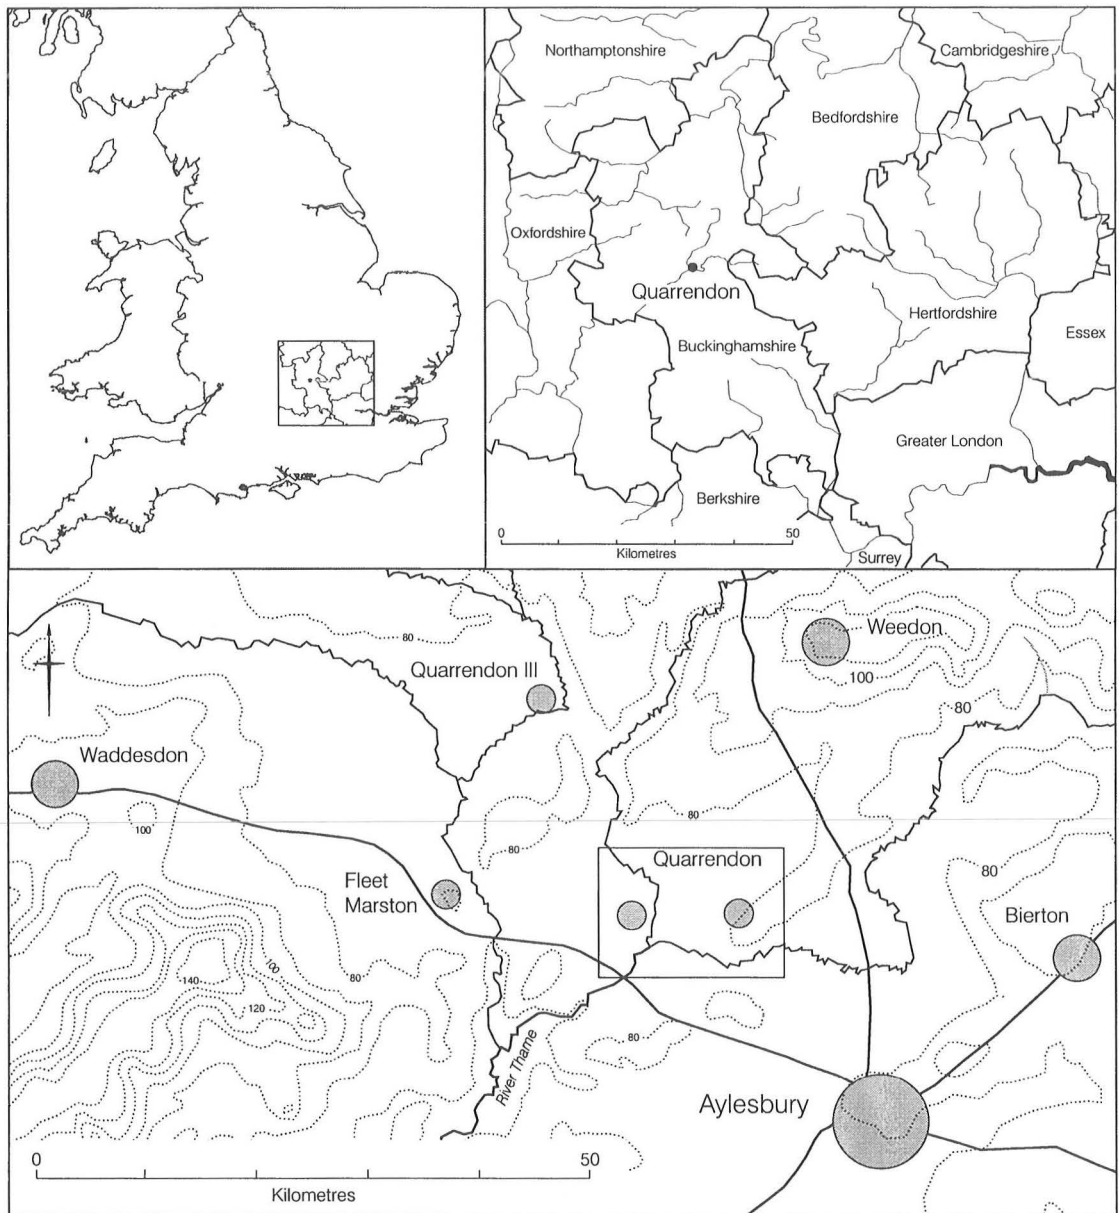 Northamptonshire
Cambridgeshire
Bedfordshire
Oxfordshire
Quarrendon
Hertfordshire
Essex
Buckinghamshire
Greater London
Berkshire
0
50
Kilometres
Surrey
80
Quarrendon III
Weedon
100
80
Waddesdon
100
80
80
Quarrendon
80
Fleet
Marston
Bierton
100
140
80
120
80
River Thame
Aylesbury
0
50
Kilometres